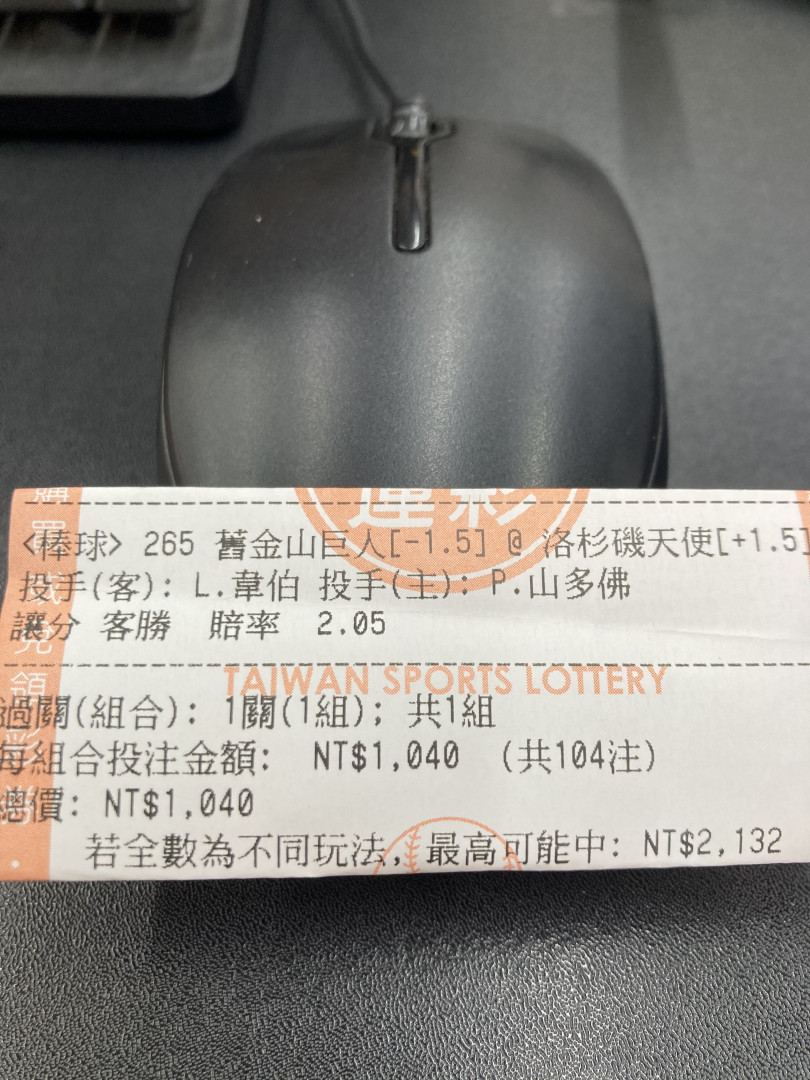 運彩
<棒球> 265 舊金山巨人[-1.5] @ 洛杉磯天使[+1.5]
投手(客): L.韋伯 投手(主): P.山多佛
讓分 客勝 賠率 2.05
TAIWAN SPORTS LOTTERY
過關(組合): 1關(1組); 共1組
每組合投注金額: NT$1,040 (共104注)
總價: NT$1,040
若全數為不同玩法, 最高可能中: NT$2,132